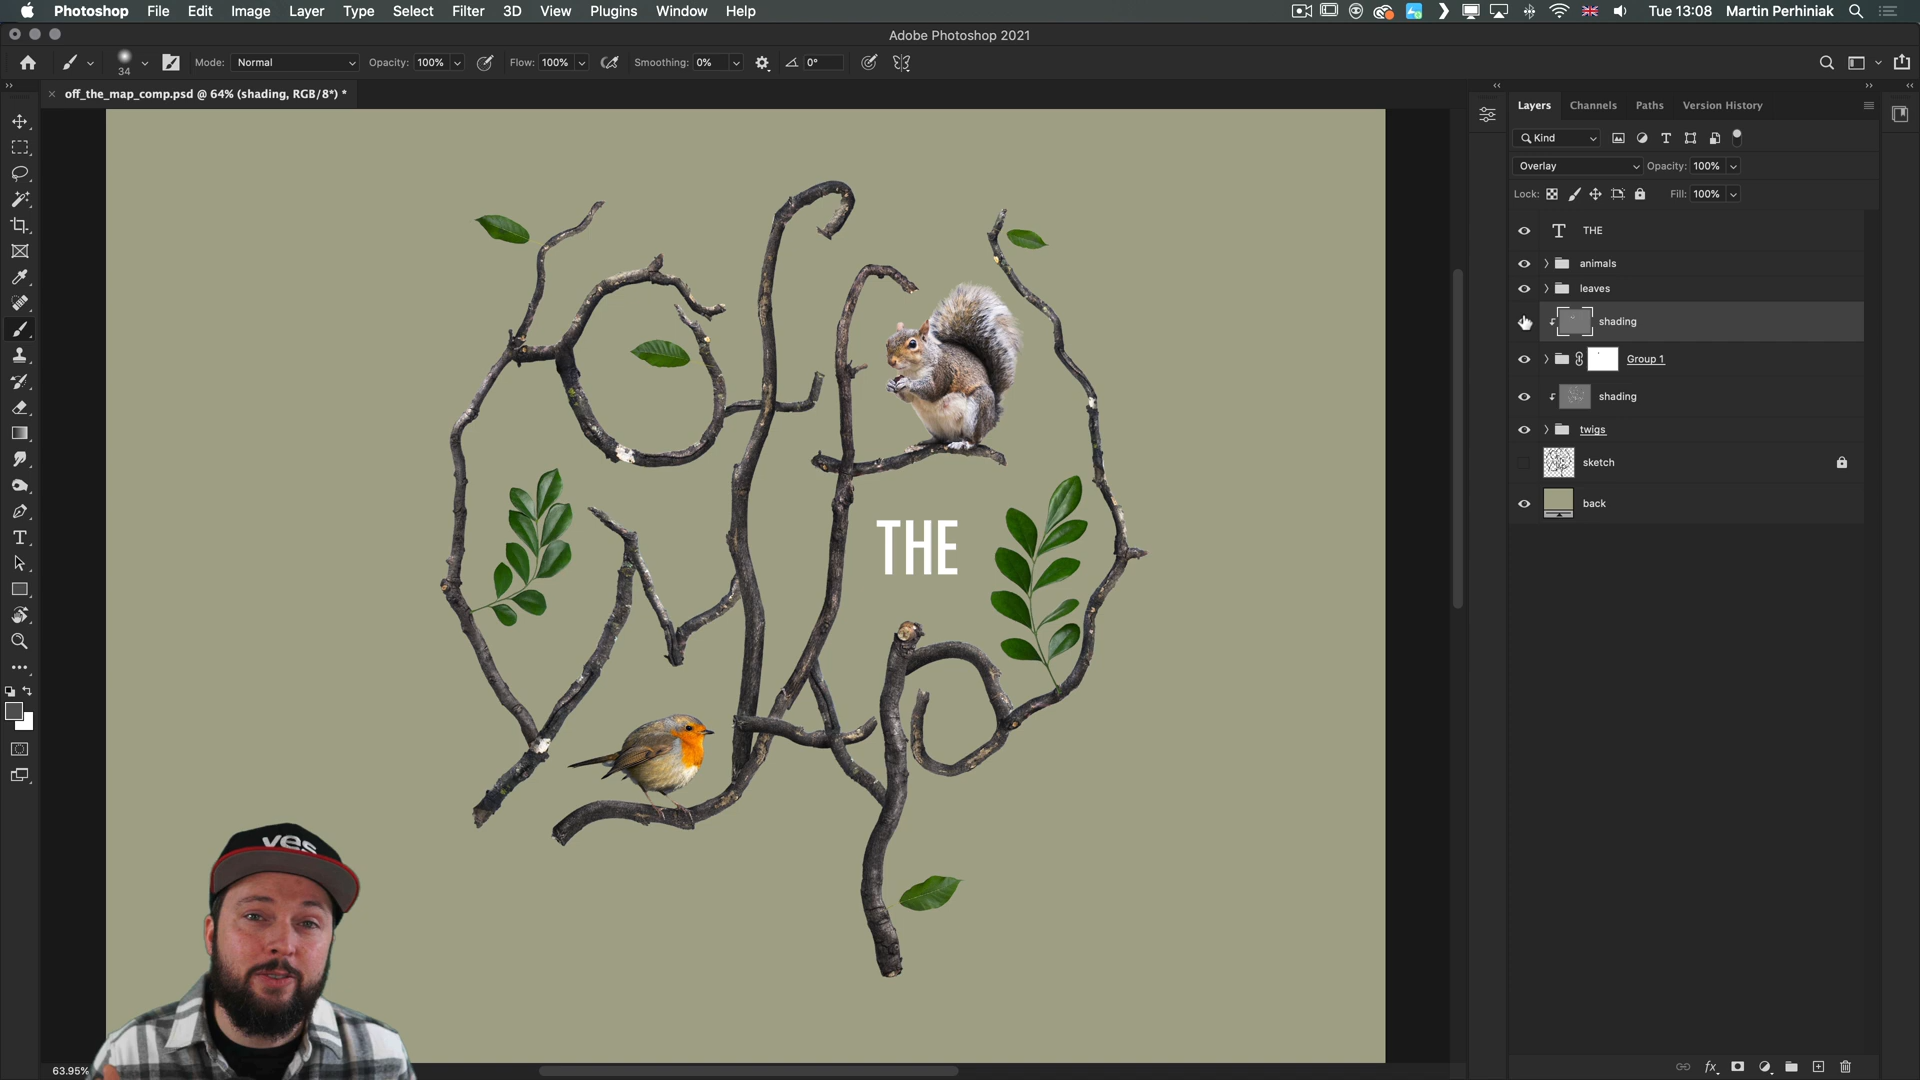 Photoshop File Edit Image Layer Type Select Filter 3D View Plugins Window Help Tue 13:08 Martin Perhiniak
Adobe Photoshop 2021
34 Mode: Normal Opacity: 100% Flow: 100% Smoothing: 0% 0°
off_the_map_comp.psd @ 64% (shading, RGB/8*) *
Layers Channels Paths Version History
Kind
Overlay Opacity: 100%
Lock: Fill: 100%
THE
animals
leaves
shading
Group 1
shading
twigs
sketch
back
Off
THE
Map
yes
63.95%